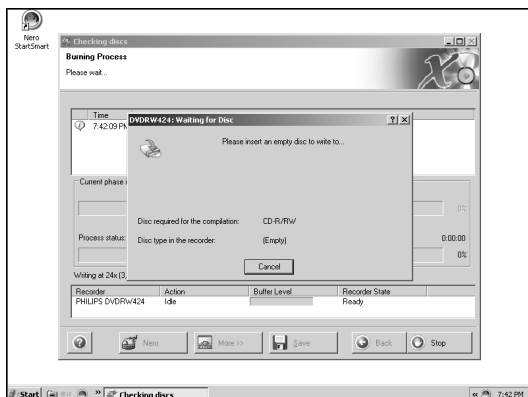 Nero
StartSmart
Checking discs
Burning Process
Please wait...
Time
7:42:09 PM
DVDRW424: Waiting for Disc
Please insert an empty disc to write to...
Disc required for the compilation: CD-R/RW
Disc type in the recorder: (Empty)
Cancel
Current phase
0%
Process status: 0:00:00
0%
Writing at 24x (3,
Recorder Action Buffer Level Recorder State
PHILIPS DVDRW424 Idle Ready
Nero More >> Save Back Stop
Start » Checking discs « 7:42 PM